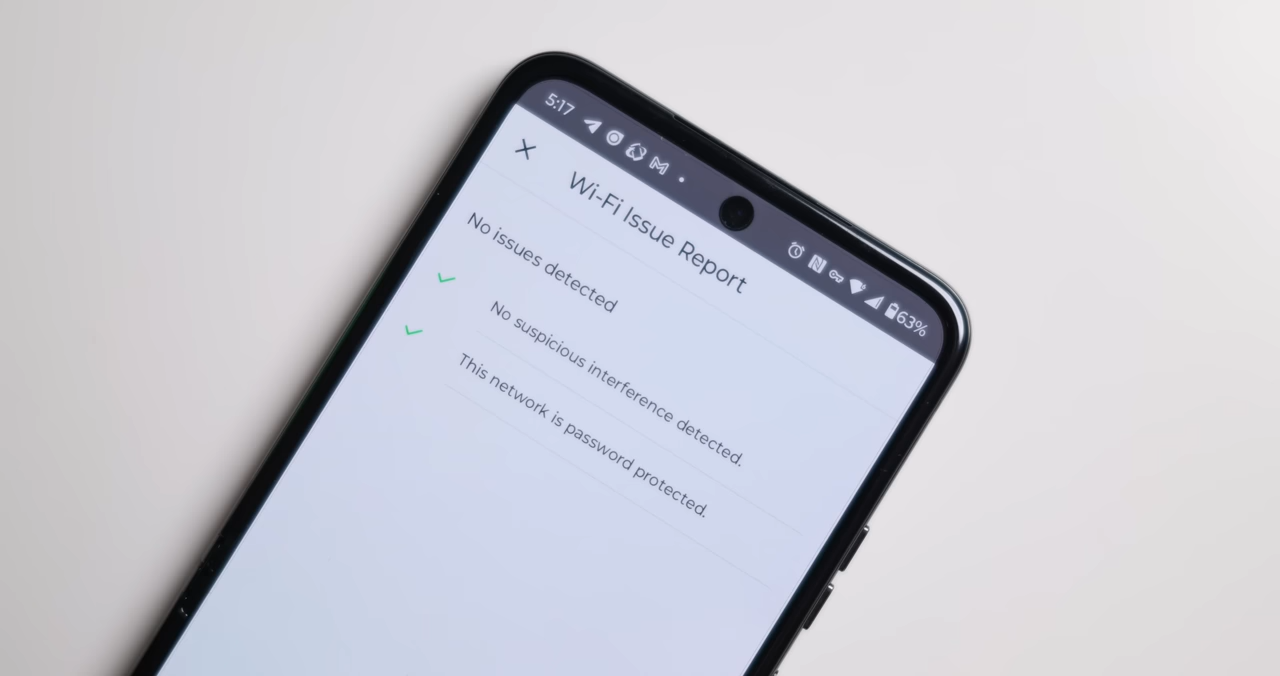 5:17
63%
Wi-Fi Issue Report
No issues detected
No suspicious interference detected.
This network is password protected.